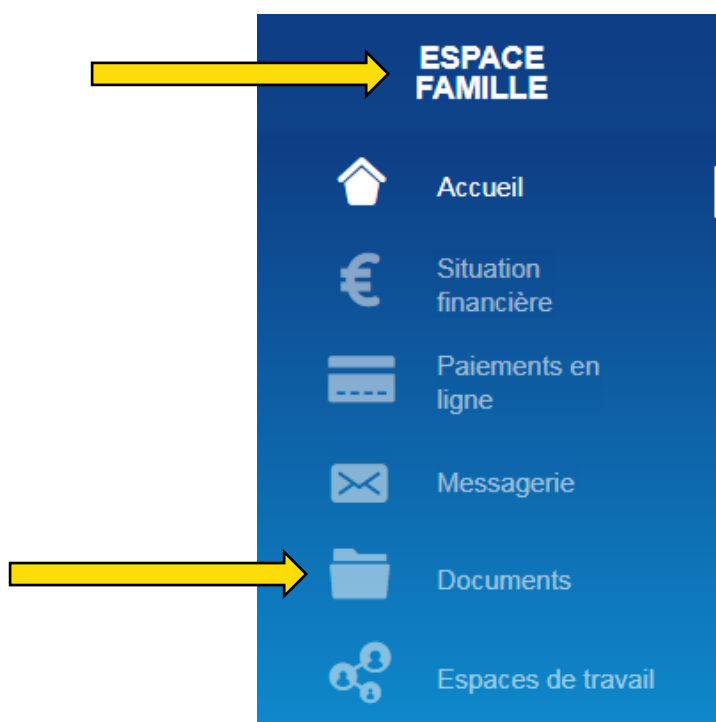 ESPACE
FAMILLE
Accueil
Situation
financière
Paiements en
ligne
Messagerie
Documents
Espaces de travail